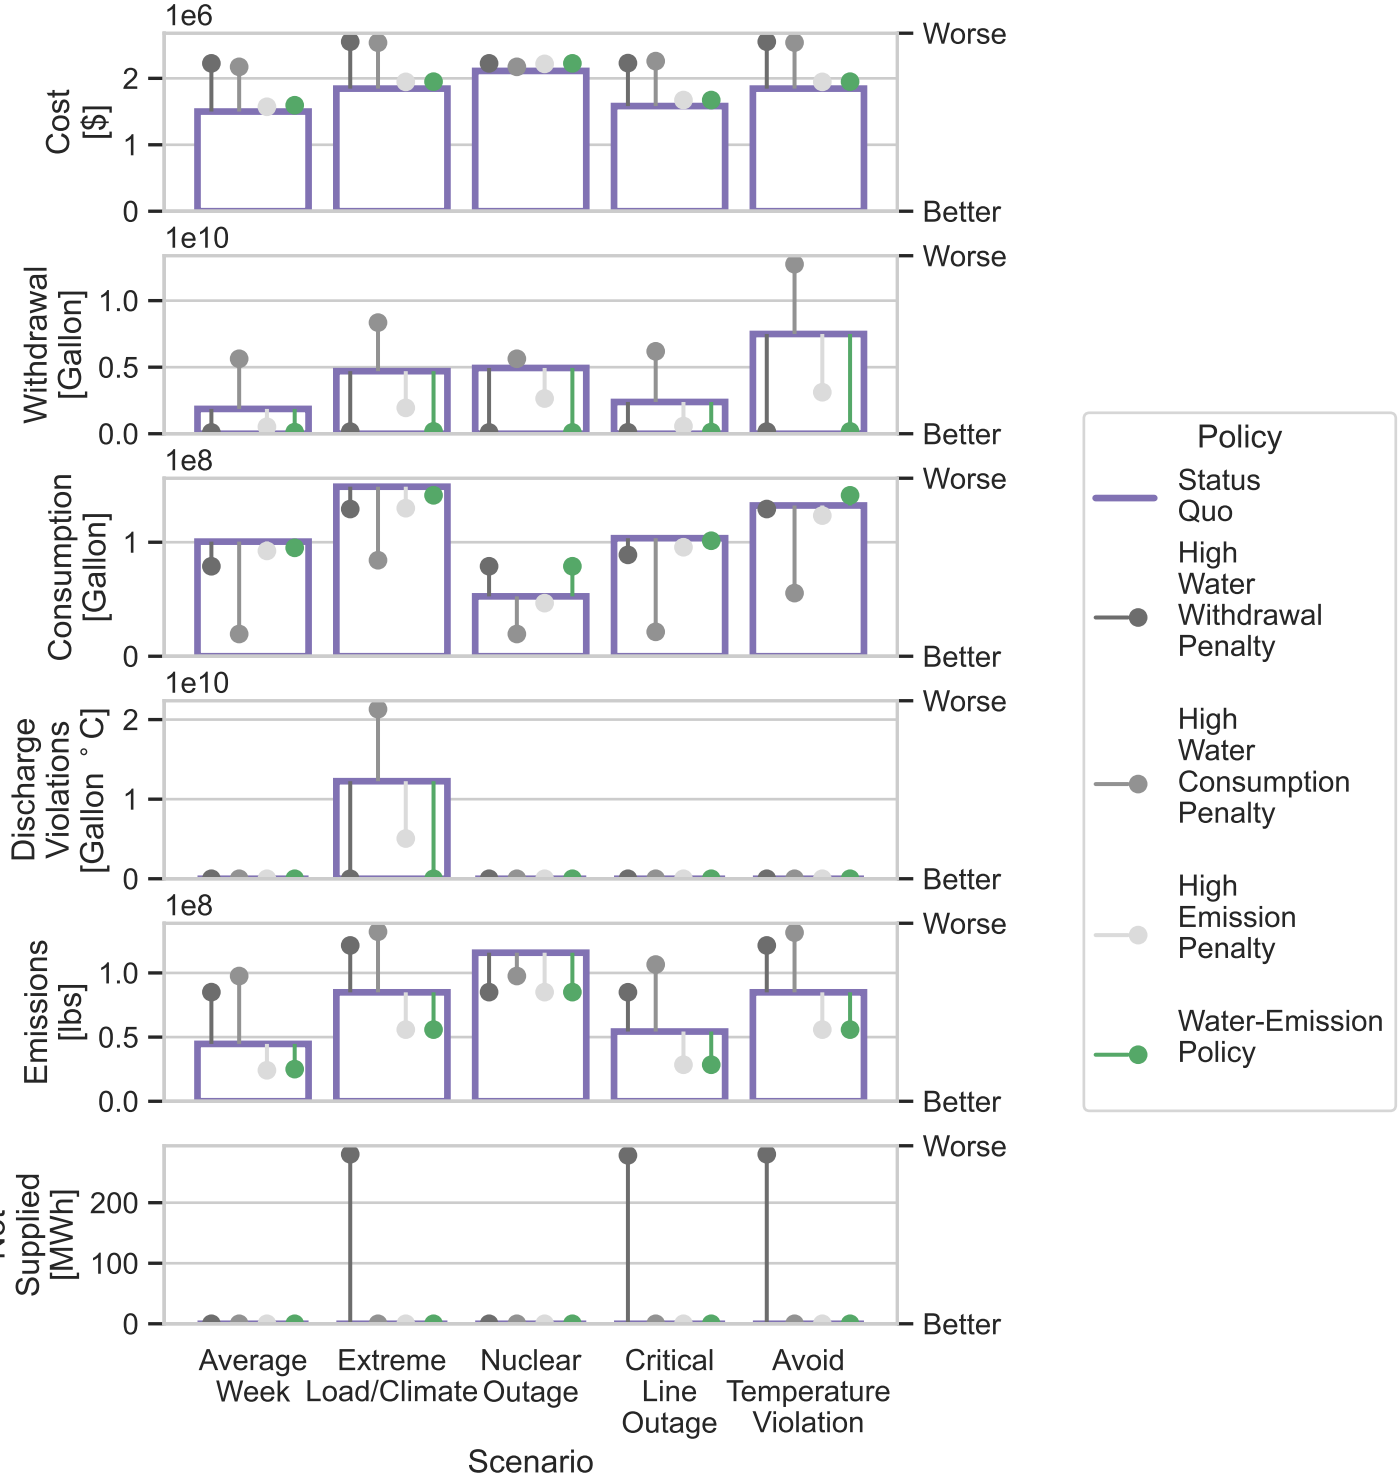 1e6
Worse
Cost
[$]
2
1
0
Better
1e10
Worse
Withdrawal
[Gallon]
1.0
0.5
0.0
Better
1e8
Worse
Consumption
[Gallon]
1
0
Better
1e10
Worse
Discharge
Violations
[Gallon °C]
2
1
0
Better
1e8
Worse
Emissions
[lbs]
1.0
0.5
0.0
Better
Worse
Supplied
[MWh]
200
100
0
Better
Average
Week
Extreme
Load/Climate
Nuclear
Outage
Critical
Line
Outage
Avoid
Temperature
Violation
Scenario
Policy
Status
Quo
High
Water
Withdrawal
Penalty
High
Water
Consumption
Penalty
High
Emission
Penalty
Water-Emission
Policy